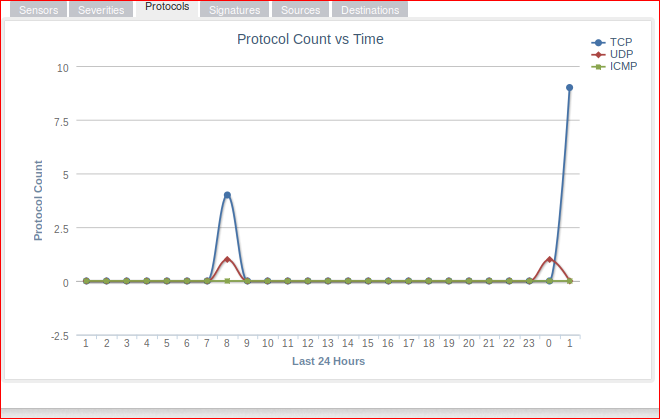 Sensors Severities Protocols Signatures Sources Destinations
Protocol Count vs Time
TCP
UDP
ICMP
10
7.5
5
2.5
0
-2.5
Protocol Count
1 2 3 4 5 6 7 8 9 10 11 12 13 14 15 16 17 18 19 20 21 22 23 0 1
Last 24 Hours